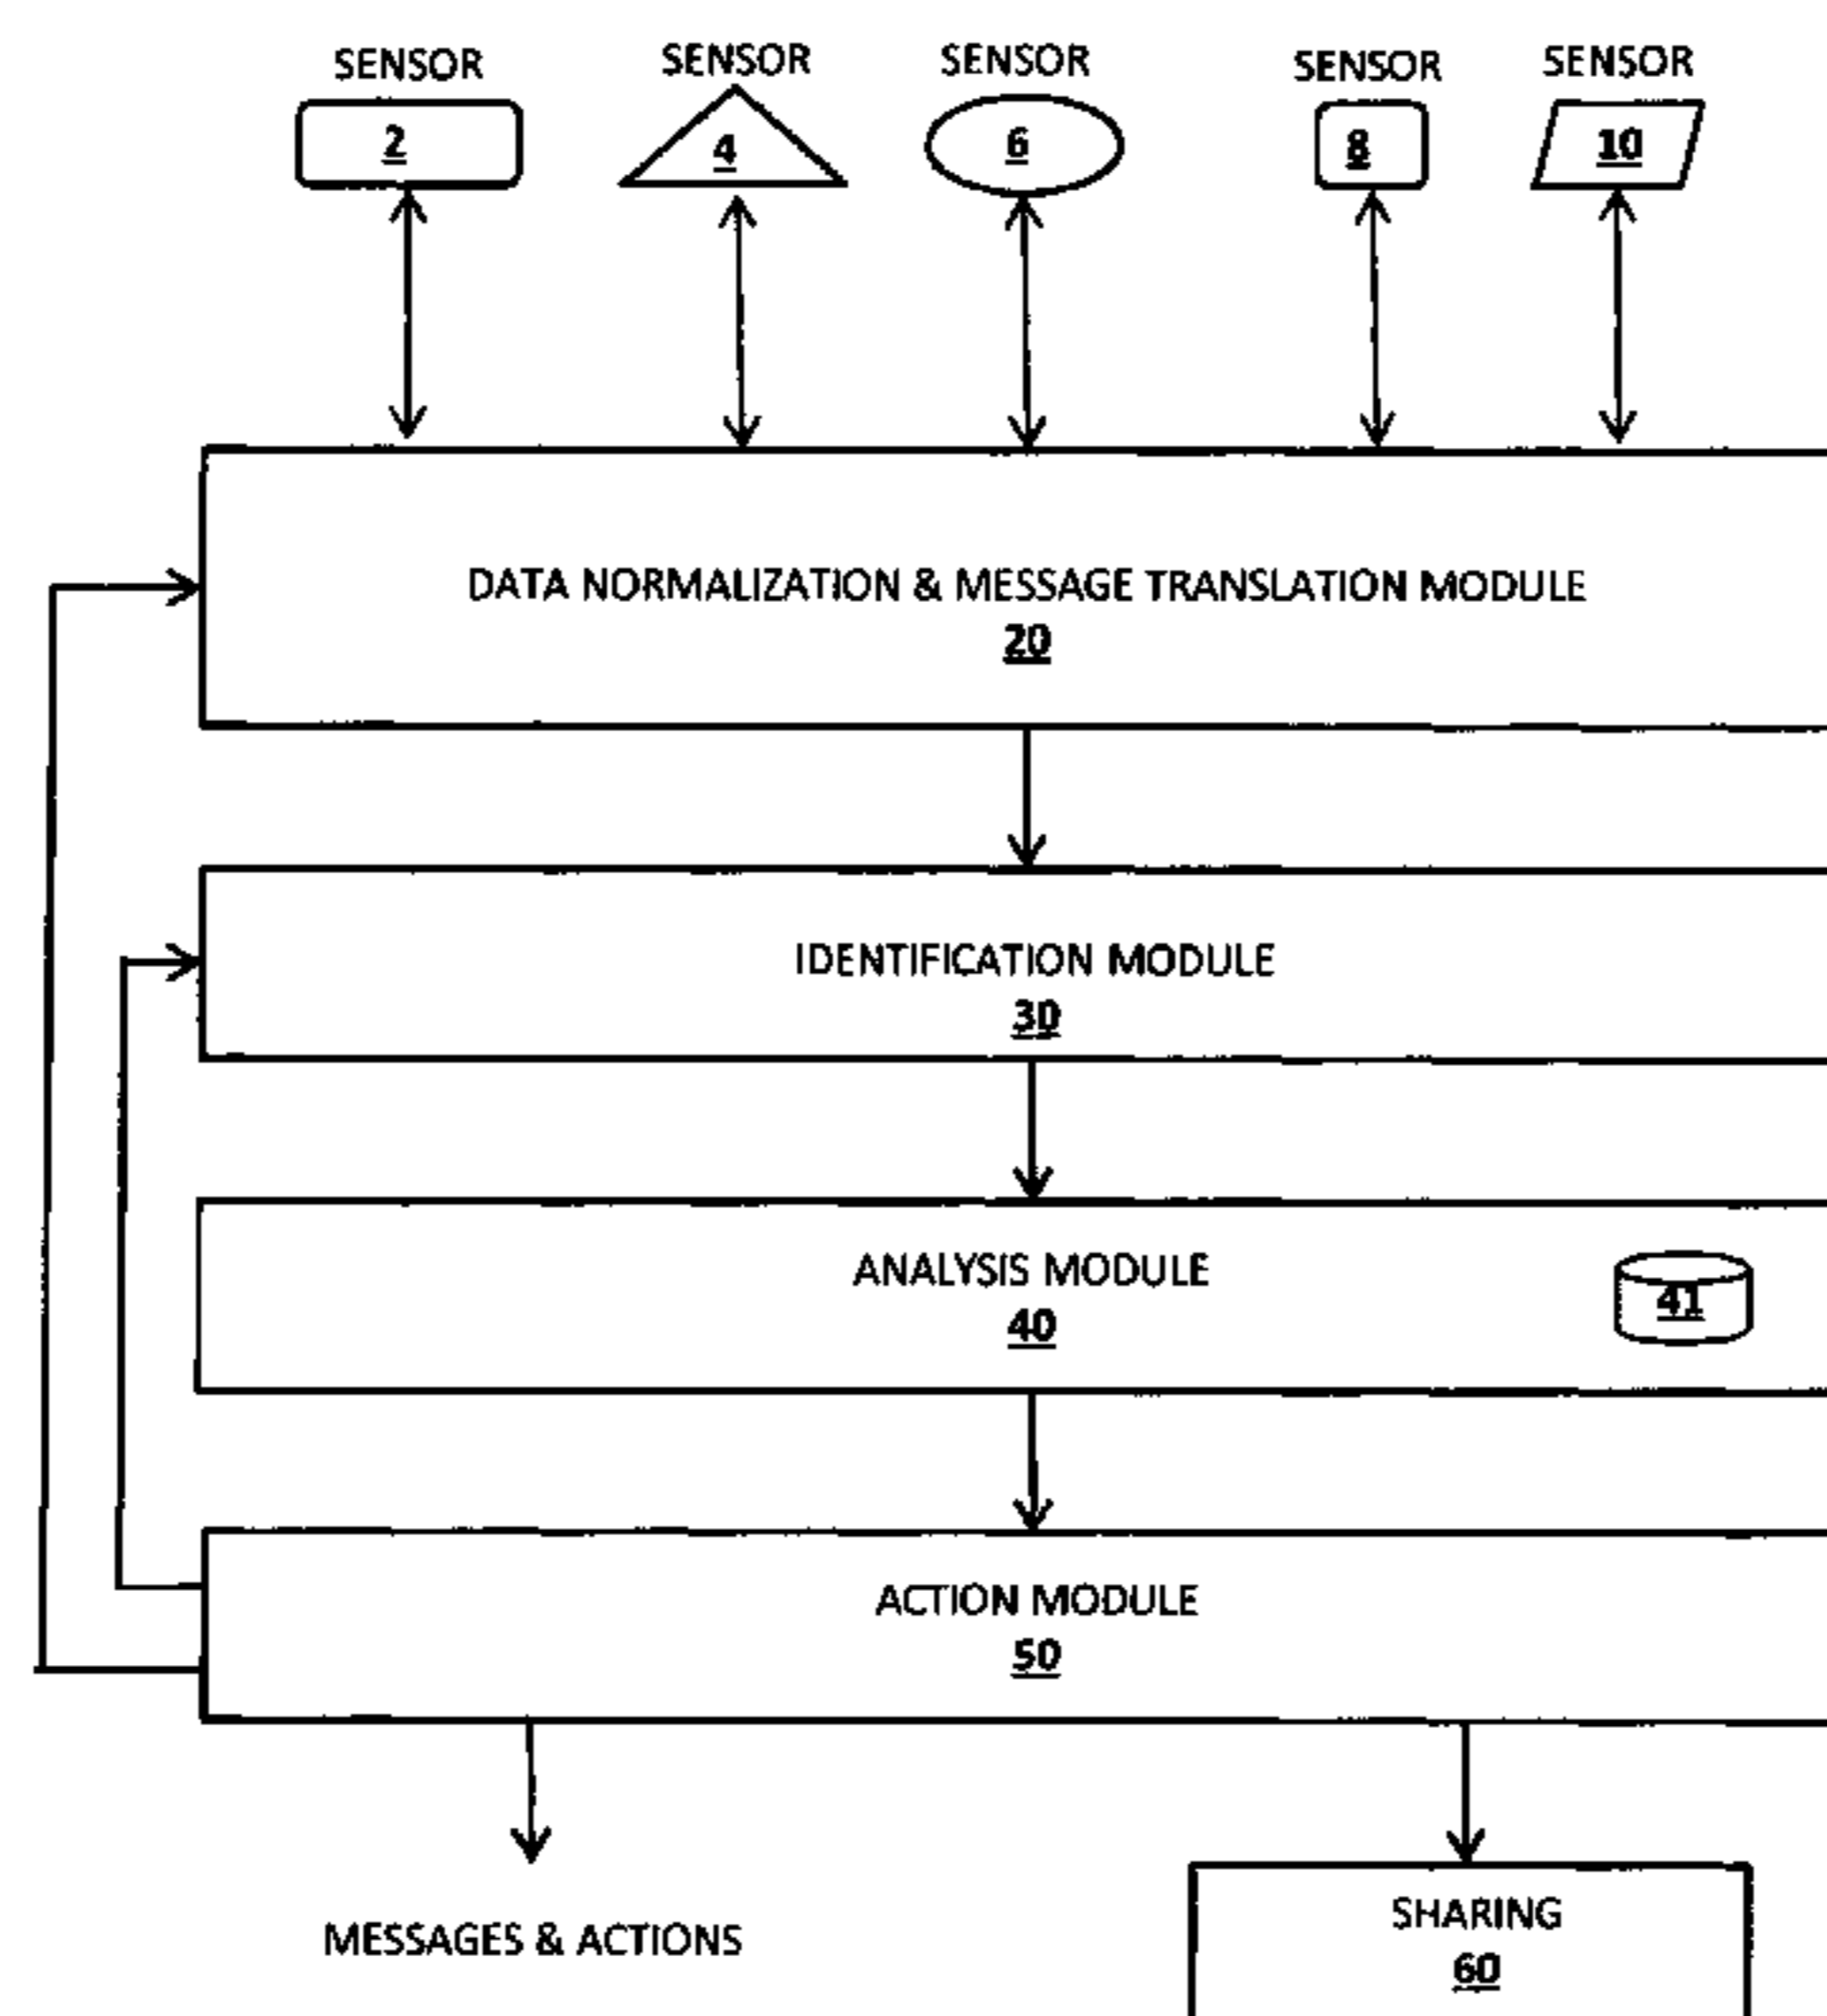 SENSOR SENSOR SENSOR SENSOR SENSOR
2 4 6 8 10
DATA NORMALIZATION & MESSAGE TRANSLATION MODULE
20
IDENTIFICATION MODULE
30
ANALYSIS MODULE
40
41
ACTION MODULE
50
MESSAGES & ACTIONS
SHARING
60